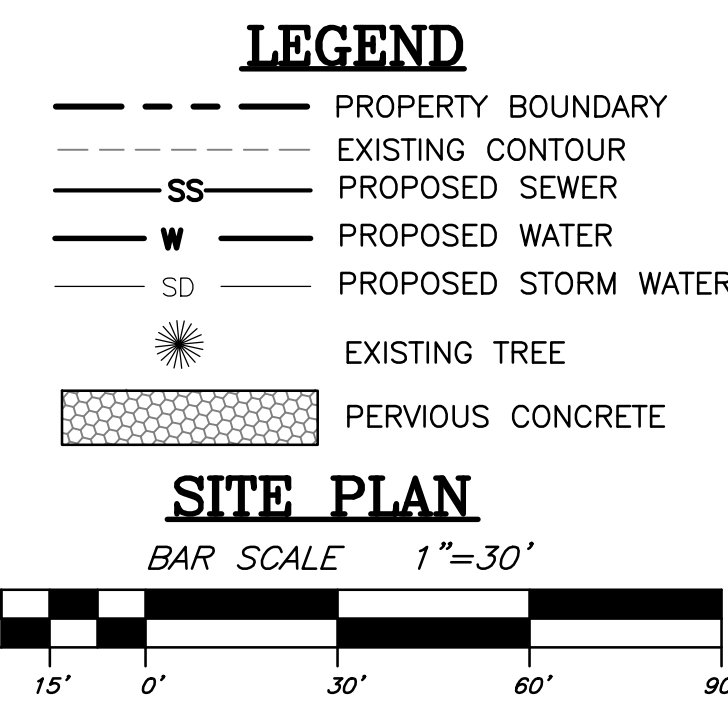 LEGEND
PROPERTY BOUNDARY
EXISTING CONTOUR
SS PROPOSED SEWER
W PROPOSED WATER
SD PROPOSED STORM WATER
EXISTING TREE
PERVIOUS CONCRETE
SITE PLAN
BAR SCALE 1"=30'
15' 0' 30' 60' 90